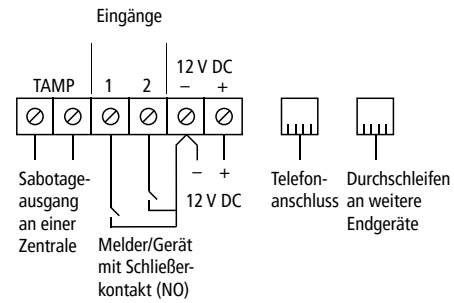 Eingänge
12 V DC
TAMP 1 2 – +
– +
12 V DC
Sabotage-
ausgang
an einer
Zentrale
Melder/Gerät
mit Schließer-
kontakt (NO)
Telefon-
anschluss
Durchschleifen
an weitere
Endgeräte